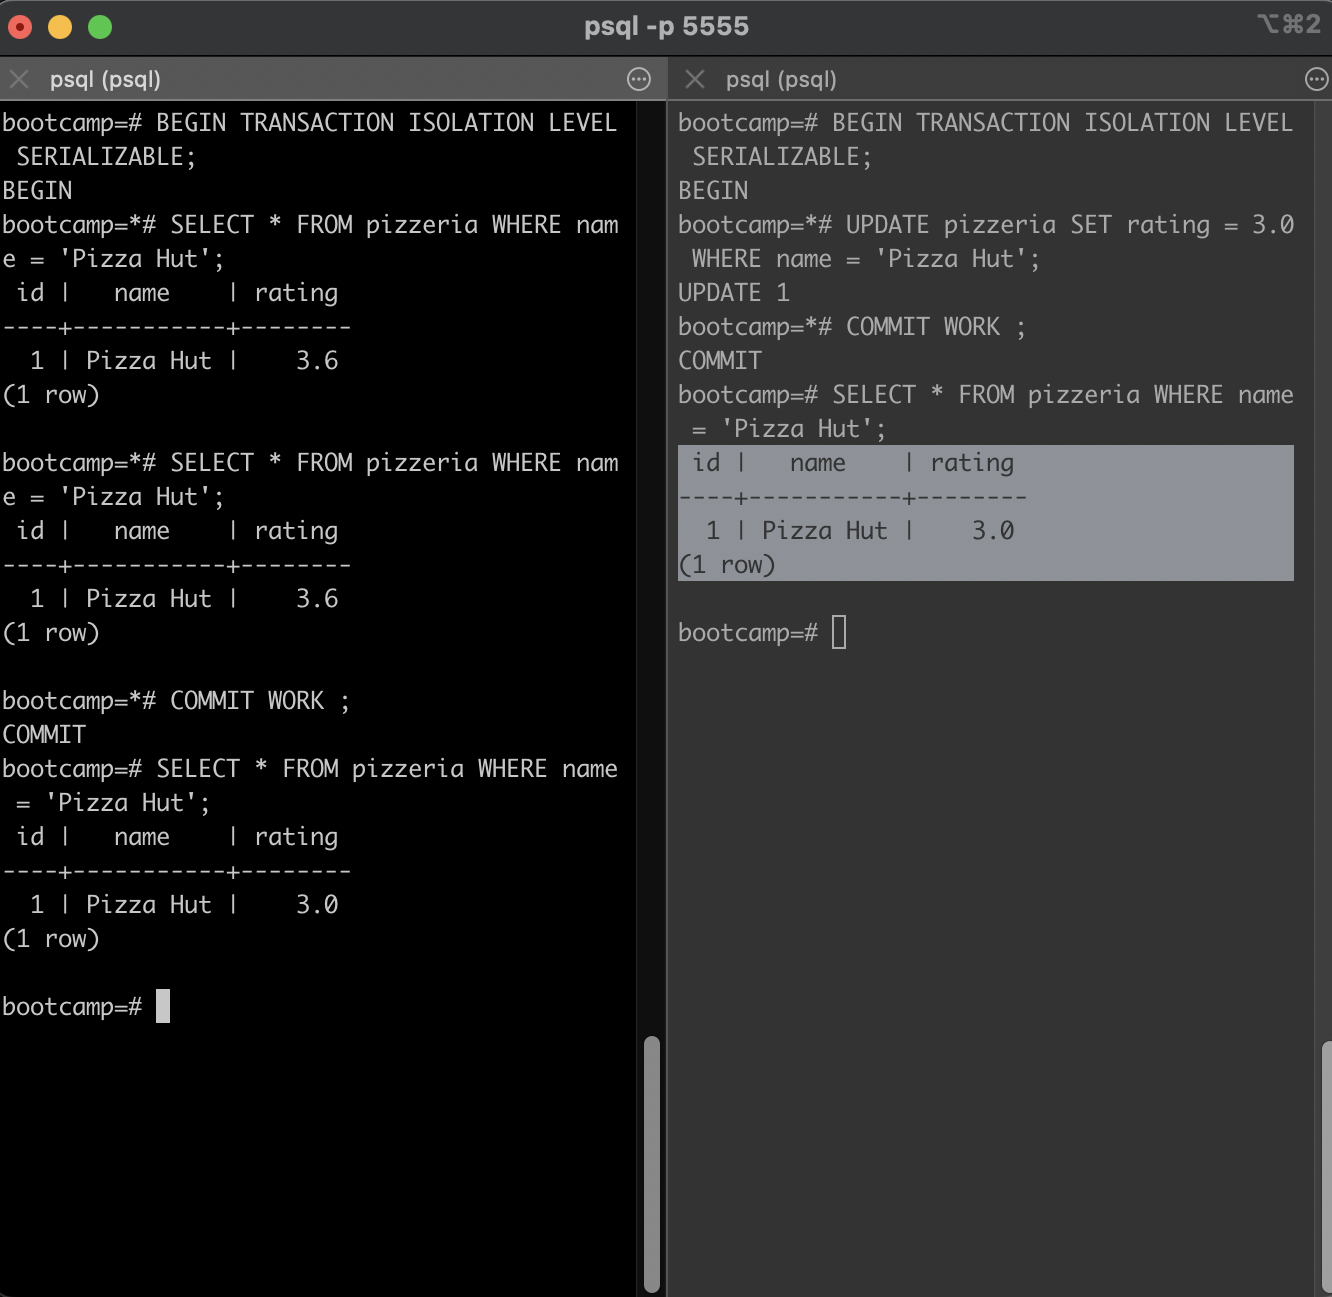 psql -p 5555
⌥⌘2
psql (psql)
bootcamp=# BEGIN TRANSACTION ISOLATION LEVEL
 SERIALIZABLE;
BEGIN
bootcamp=*# SELECT * FROM pizzeria WHERE nam
e = 'Pizza Hut';
 id |   name    | rating
----+-----------+--------
  1 | Pizza Hut |    3.6
(1 row)
bootcamp=*# SELECT * FROM pizzeria WHERE nam
e = 'Pizza Hut';
 id |   name    | rating
----+-----------+--------
  1 | Pizza Hut |    3.6
(1 row)
bootcamp=*# COMMIT WORK ;
COMMIT
bootcamp=# SELECT * FROM pizzeria WHERE name
 = 'Pizza Hut';
 id |   name    | rating
----+-----------+--------
  1 | Pizza Hut |    3.0
(1 row)
bootcamp=#
psql (psql)
bootcamp=# BEGIN TRANSACTION ISOLATION LEVEL
 SERIALIZABLE;
BEGIN
bootcamp=*# UPDATE pizzeria SET rating = 3.0
 WHERE name = 'Pizza Hut';
UPDATE 1
bootcamp=*# COMMIT WORK ;
COMMIT
bootcamp=# SELECT * FROM pizzeria WHERE name
 = 'Pizza Hut';
 id |   name    | rating
----+-----------+--------
  1 | Pizza Hut |    3.0
(1 row)
bootcamp=#